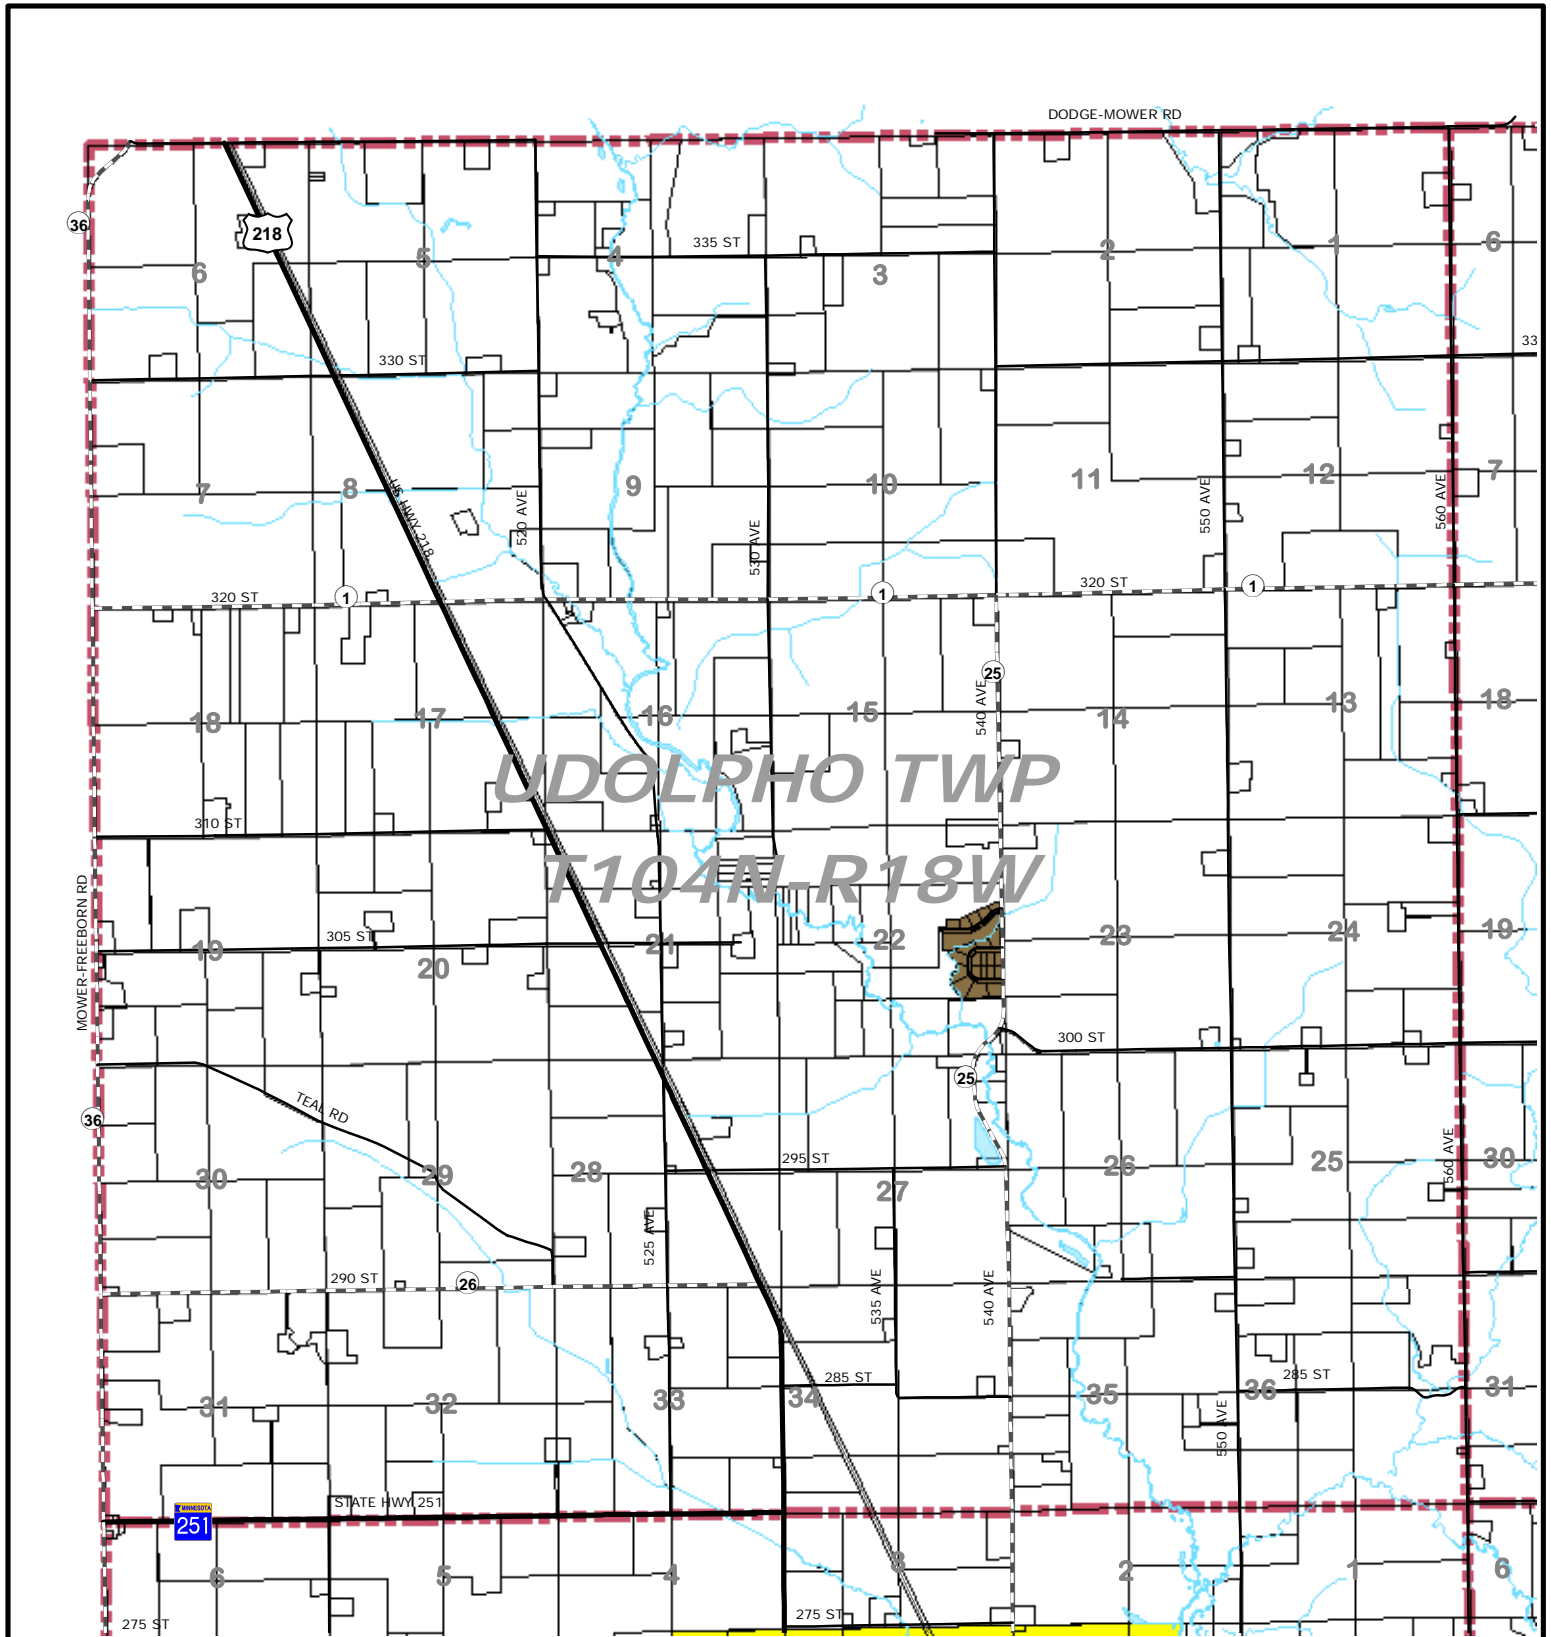 DODGE-MOWER RD
36
218
335 ST
6
5
4
3
2
1
6
330 ST
33
7
8
9
10
11
12
7
US HWY 218
520 AVE
530 AVE
550 AVE
560 AVE
320 ST
1
1
320 ST
1
25
540 AVE
18
17
16
15
14
13
18
UDOLPHO TWP
310 ST
T104N-R18W
MOWER-FREEBORN RD
305 ST
19
20
21
22
23
24
19
300 ST
25
36
TEAL RD
295 ST
30
29
28
27
26
25
30
560 AVE
525 AVE
290 ST
26
535 AVE
540 AVE
285 ST
285 ST
31
32
33
34
35
36
31
550 AVE
STATE HWY 251
MINNESOTA
251
6
5
4
3
2
1
6
275 ST
275 ST